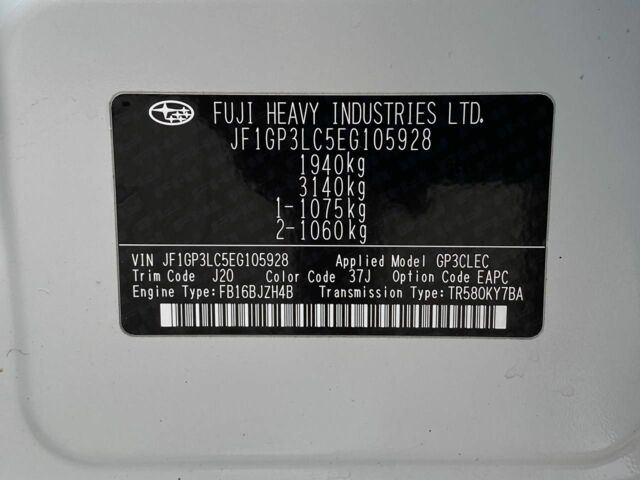 FUJI HEAVY INDUSTRIES LTD.
JF1GP3LC5EG105928
1940kg
3140kg
1-1075kg
2-1060kg
VIN JF1GP3LC5EG105928 Applied Model GP3CLEC
Trim Code J20 Color Code 37J Option Code EAPC
Engine Type: FB16BJZH4B Transmission Type: TR580KY7BA